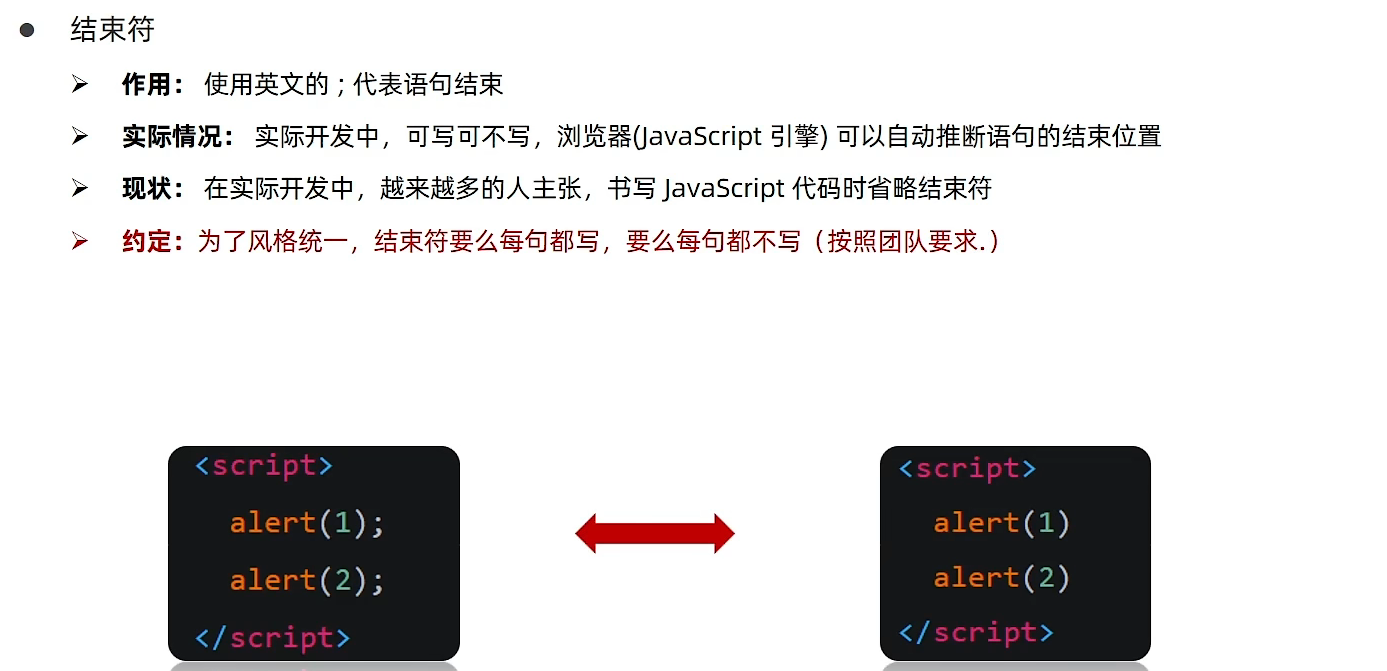 结束符
作用： 使用英文的 ; 代表语句结束
实际情况： 实际开发中，可写可不写，浏览器(JavaScript 引擎) 可以自动推断语句的结束位置
现状： 在实际开发中，越来越多的人主张，书写 JavaScript 代码时省略结束符
约定：为了风格统一，结束符要么每句都写，要么每句都不写（按照团队要求.）
<script>
alert(1);
alert(2);
</script>
<script>
alert(1)
alert(2)
</script>